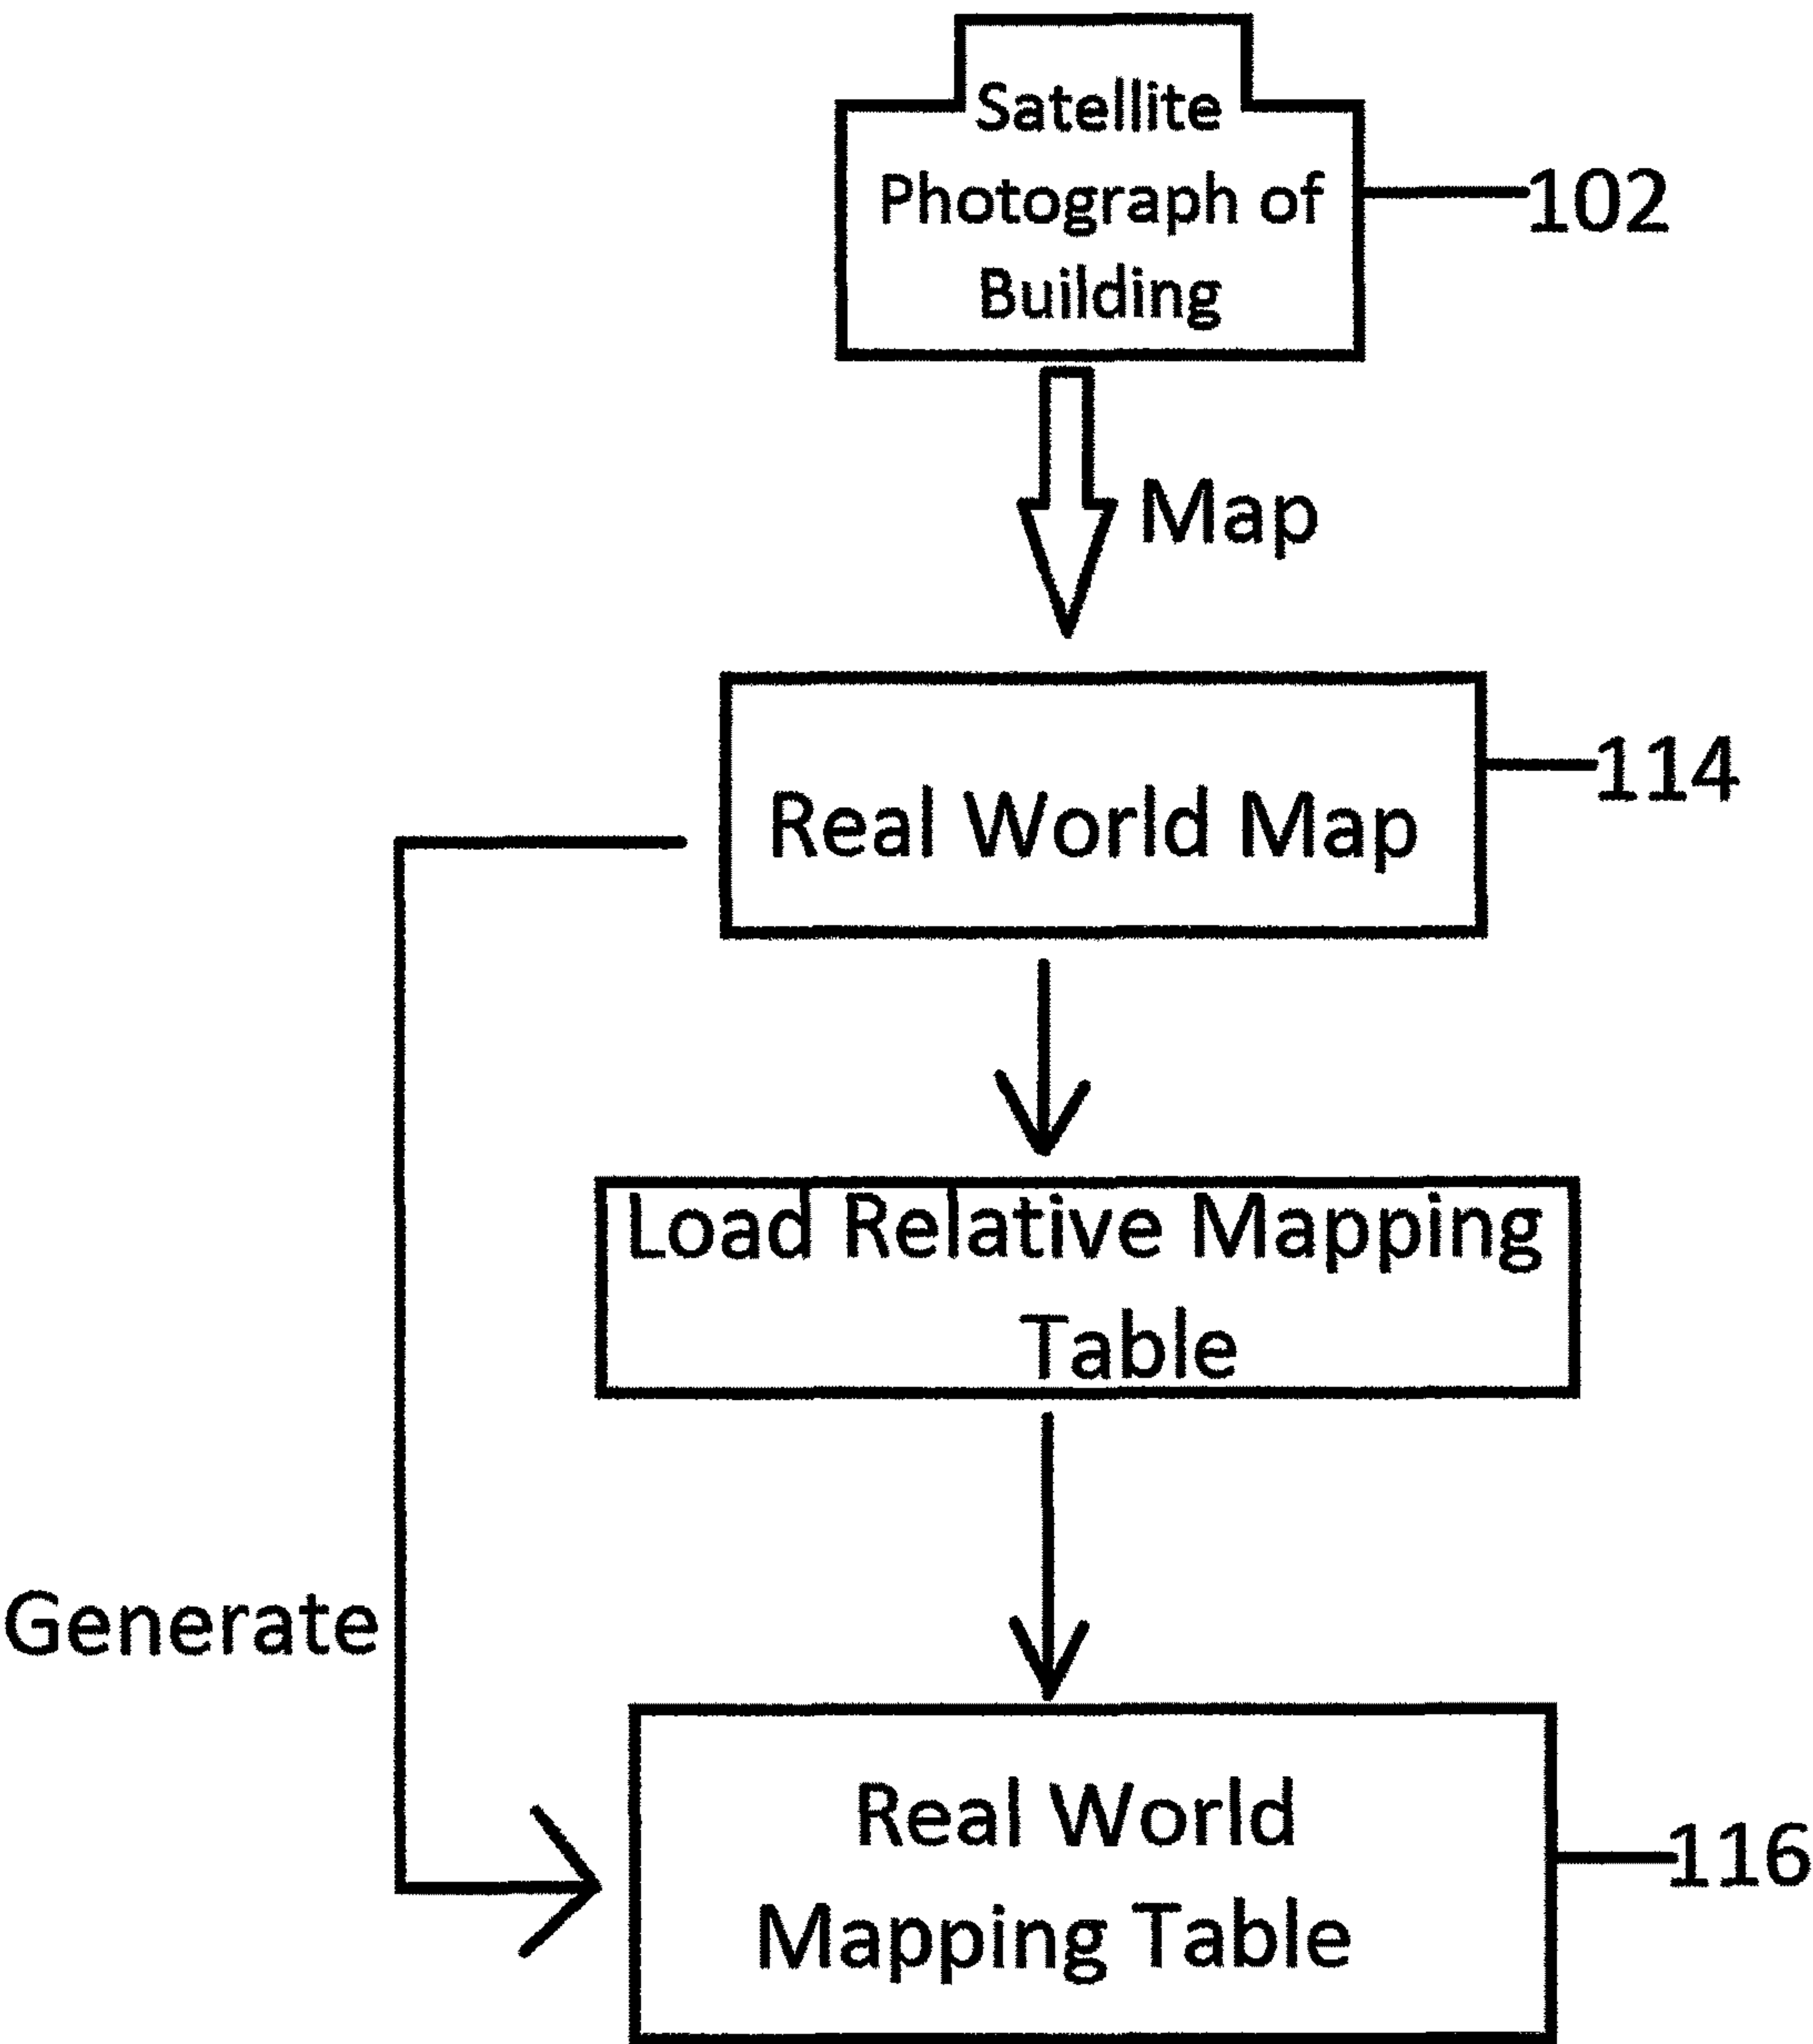 Satellite
Photograph of
Building
102
Map
Real World Map
114
Load Relative Mapping
Table
Generate
Real World
Mapping Table
116